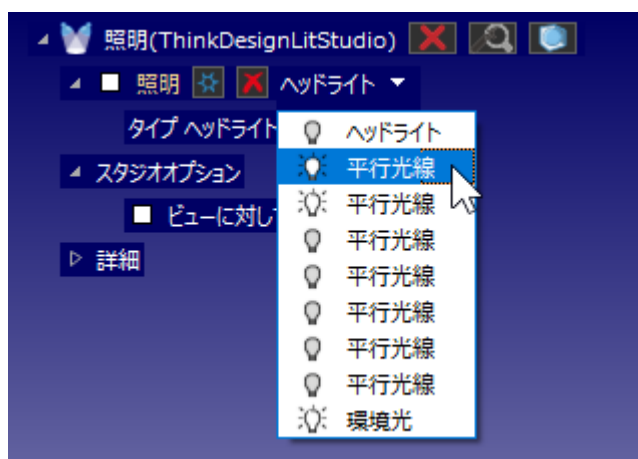 照明(ThinkDesignLitStudio)
照明 ヘッドライト
タイプ ヘッドライト
ヘッドライト
平行光線
スタジオオプション
平行光線
ビューに対し
平行光線
詳細
平行光線
平行光線
平行光線
平行光線
環境光